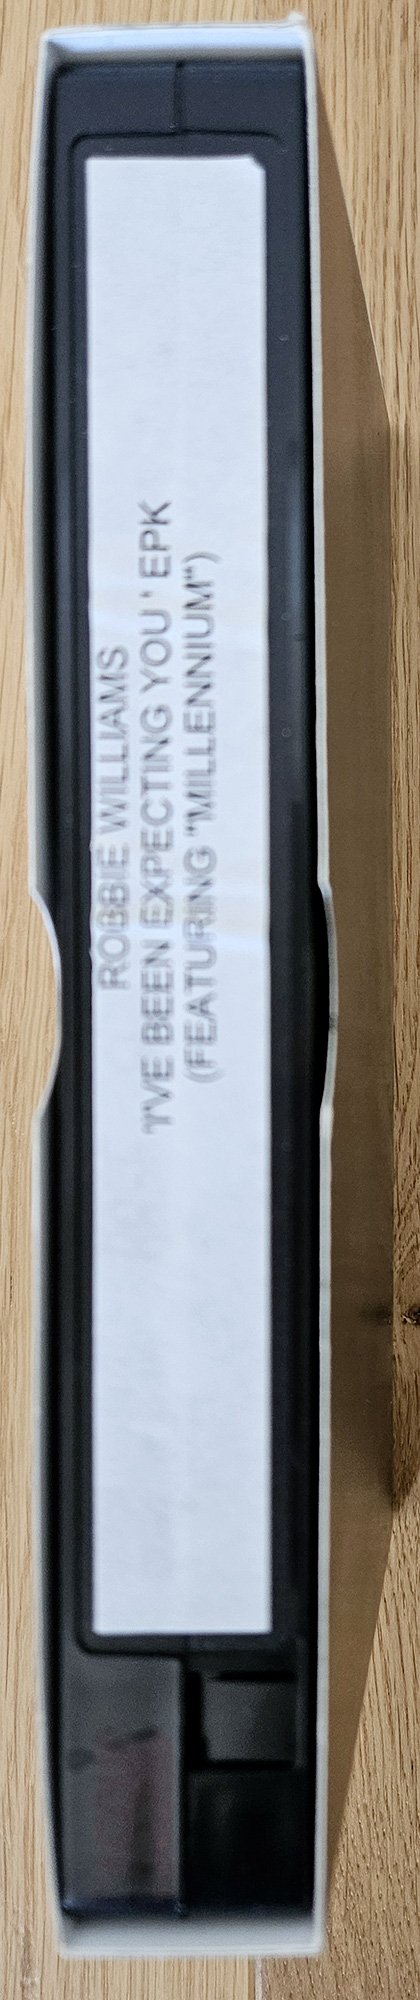 ROBBIE WILLIAMS
'I'VE BEEN EXPECTING YOU ' EPK
(FEATURING "MILLENNIUM")